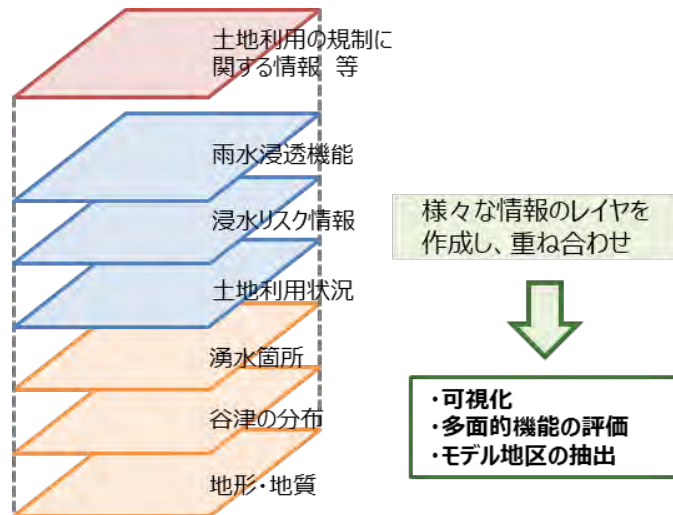 土地利用の規制に
関する情報 等
雨水浸透機能
浸水リスク情報
土地利用状況
湧水箇所
谷津の分布
地形・地質
様々な情報のレイヤを
作成し、重ね合わせ
・可視化
・多面的機能の評価
・モデル地区の抽出